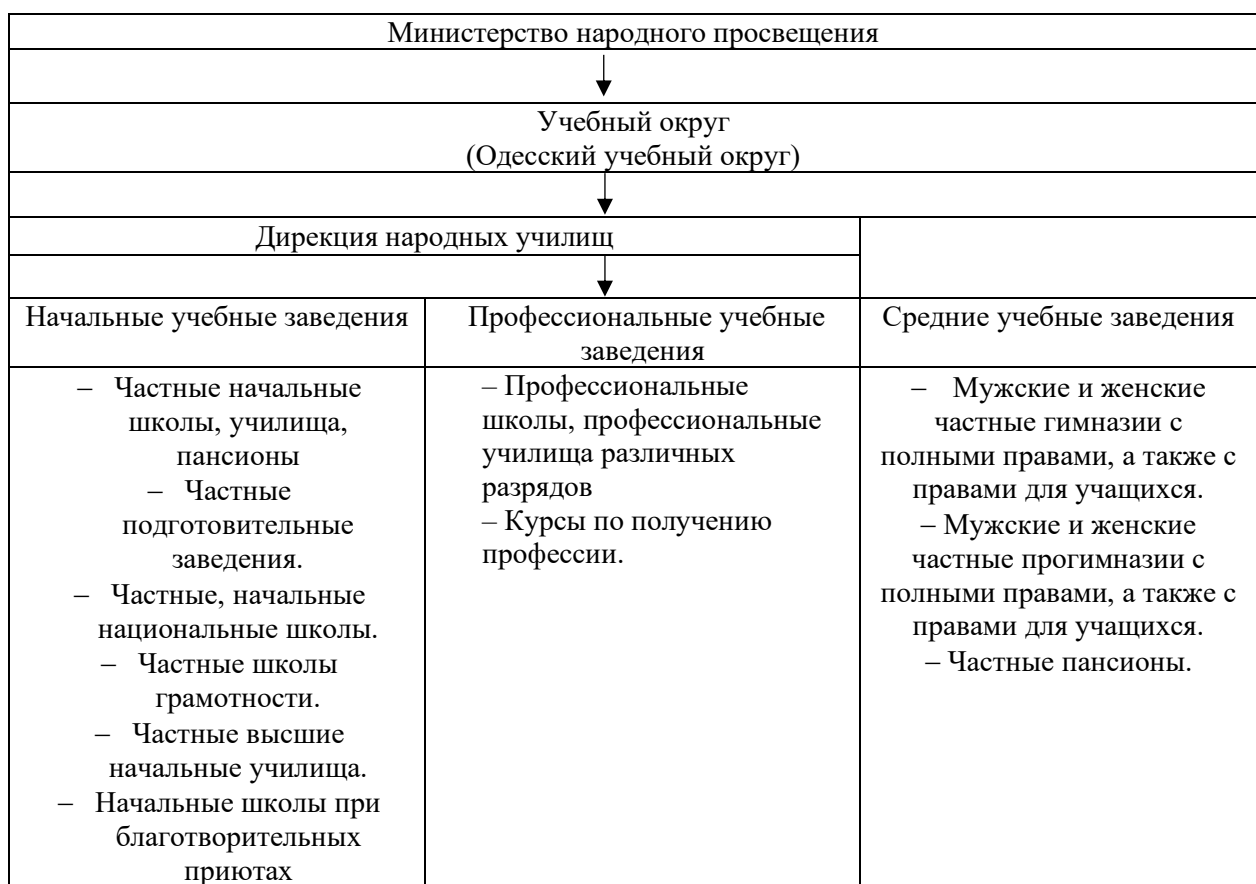 Министерство народного просвещения
Учебный округ
(Одесский учебный округ)
Дирекция народных училищ
Начальные учебные заведения
Профессиональные учебные
заведения
Средние учебные заведения
– Частные начальные
школы, училища,
пансионы
– Частные
подготовительные
заведения.
– Частные, начальные
национальные школы.
– Частные школы
грамотности.
– Частные высшие
начальные училища.
– Начальные школы при
благотворительных
приютах
– Профессиональные
школы, профессиональные
училища различных
разрядов
– Курсы по получению
профессии.
– Мужские и женские
частные гимназии с
полными правами, а также с
правами для учащихся.
– Мужские и женские
частные прогимназии с
полными правами, а также с
правами для учащихся.
– Частные пансионы.